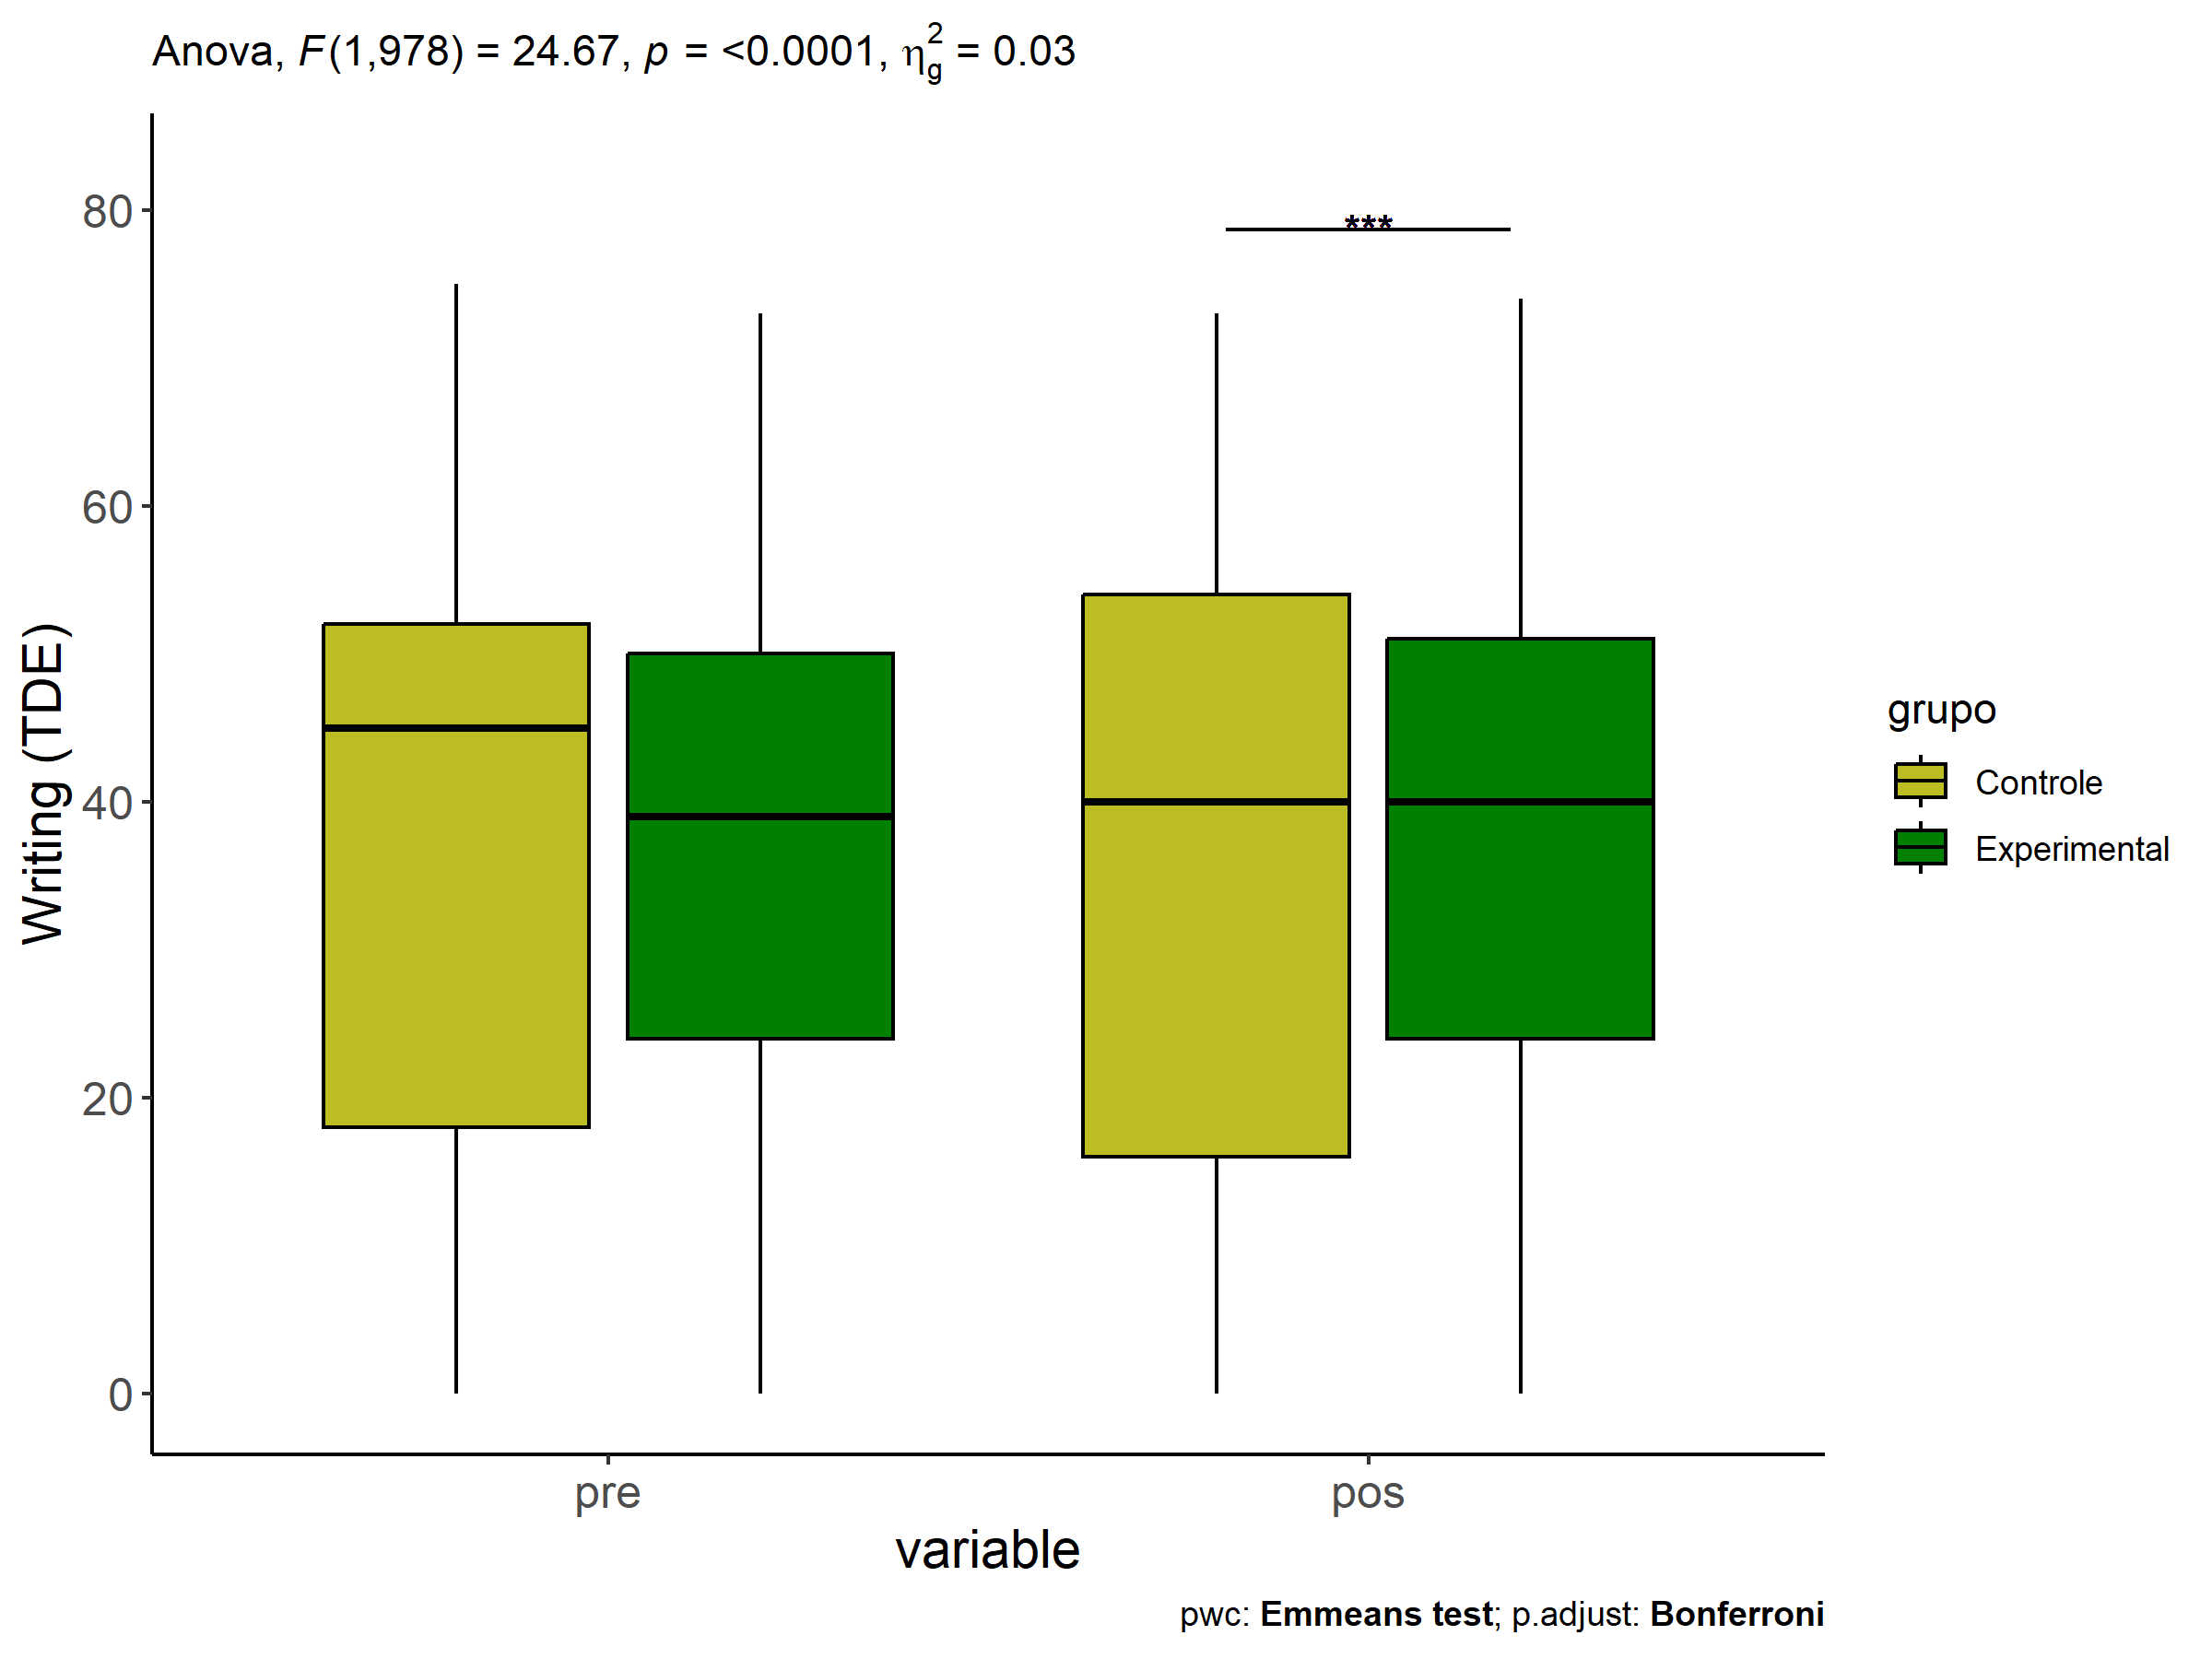 Anova, F(1,978) = 24.67, p = <0.0001, η²g = 0.03
80
60
40
20
0
Writing (TDE)
***
grupo
Controle
Experimental
pre
pos
variable
pwc: Emmeans test; p.adjust: Bonferroni